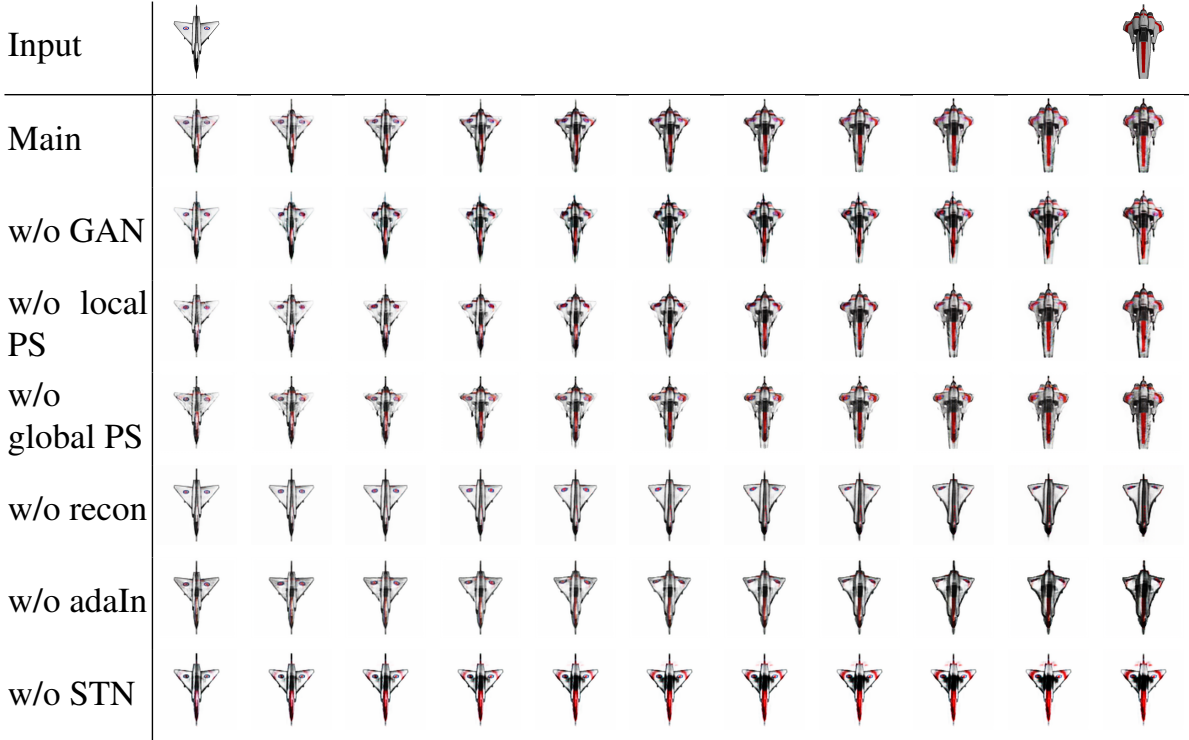 Input
Main
w/o GAN
w/o local
PS
w/o
global PS
w/o recon
w/o adaIn
w/o STN